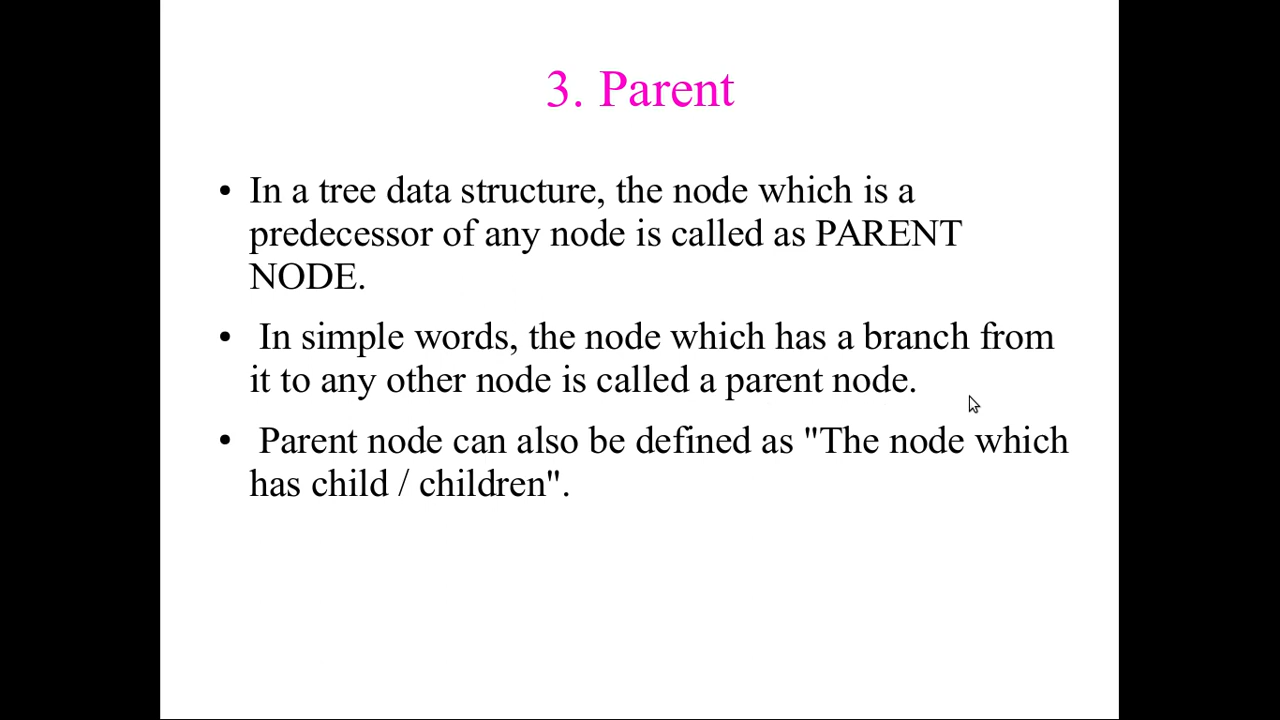 3. Parent
• In a tree data structure, the node which is a
predecessor of any node is called as PARENT
NODE.
• In simple words, the node which has a branch from
it to any other node is called a parent node.
• Parent node can also be defined as "The node which
has child / children".